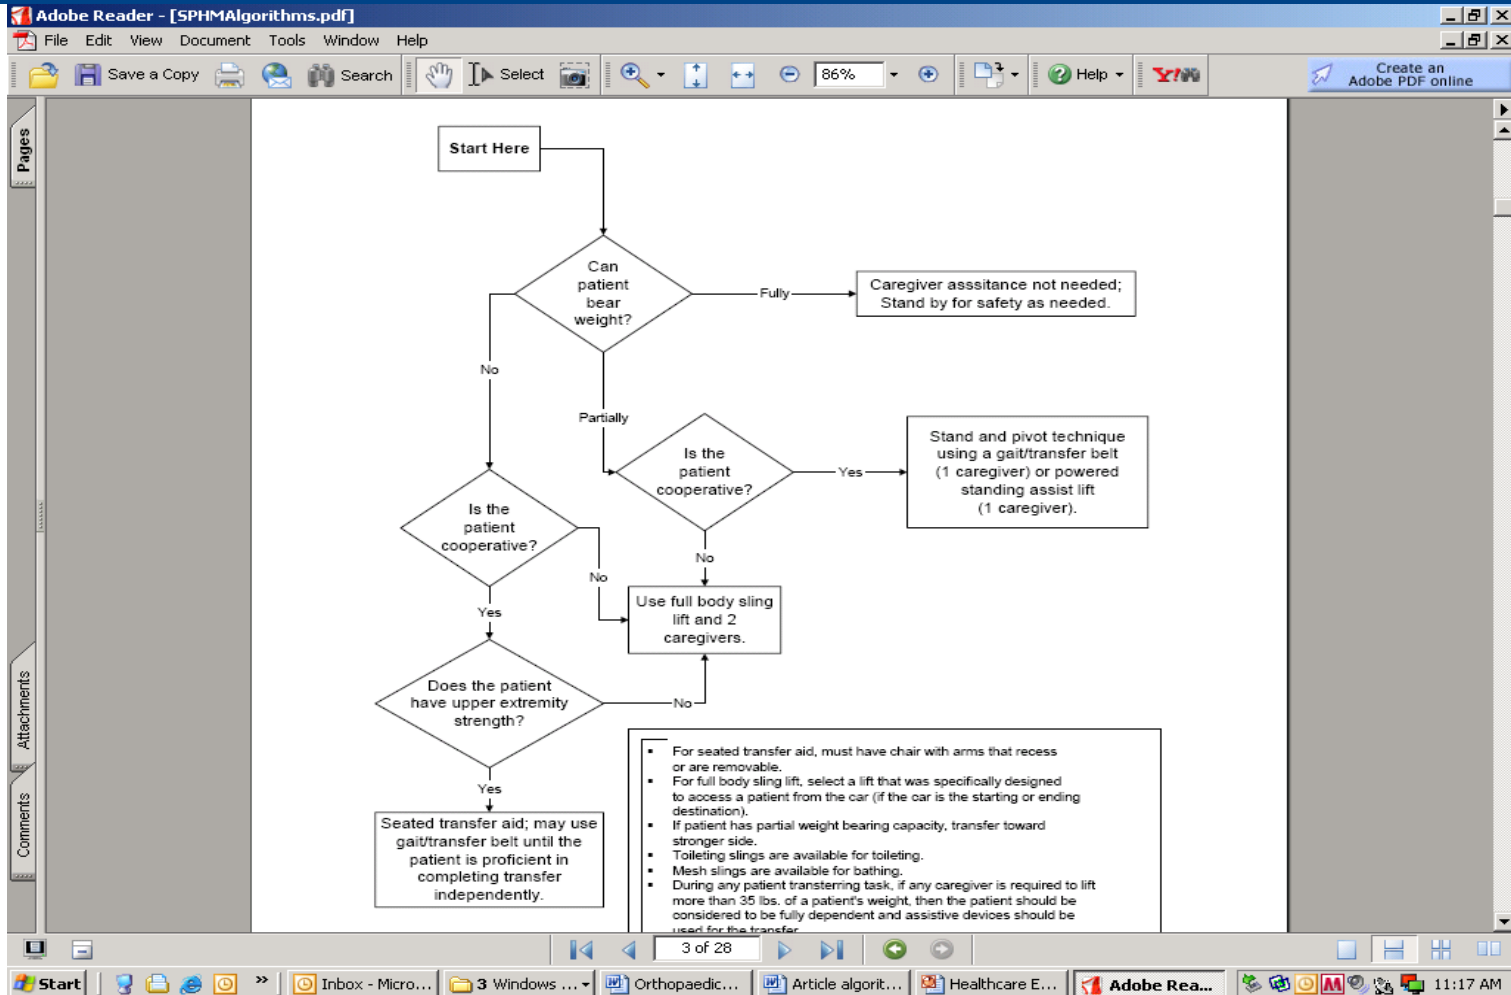 Adobe Reader - [SPHMAlgorithms.pdf]
File Edit View Document Tools Window Help
Save a Copy Search Select 86% Help Y! Create an
Adobe PDF online
Pages
Attachments
Comments
Start Here
Can
patient
bear
weight?
Fully
Caregiver asssitance not needed;
Stand by for safety as needed.
No
Partially
Is the
patient
cooperative?
Yes
Stand and pivot technique
using a gait/transfer belt
(1 caregiver) or powered
standing assist lift
(1 caregiver).
Is the
patient
cooperative?
No
No
Use full body sling
lift and 2
caregivers.
Yes
Does the patient
have upper extremity
strength?
No
Yes
Seated transfer aid; may use
gait/transfer belt until the
patient is proficient in
completing transfer
independently.
▪ For seated transfer aid, must have chair with arms that recess
or are removable.
▪ For full body sling lift, select a lift that was specifically designed
to access a patient from the car (if the car is the starting or ending
destination).
▪ If patient has partial weight bearing capacity, transfer toward
stronger side.
▪ Toileting slings are available for toileting.
▪ Mesh slings are available for bathing.
▪ During any patient transferring task, if any caregiver is required to lift
more than 35 lbs. of a patient's weight, then the patient should be
considered to be fully dependent and assistive devices should be
used for the transfer
3 of 28
Start » Inbox - Micro... 3 Windows ... Orthopaedic... Article algorit... Healthcare E... Adobe Rea... 11:17 AM